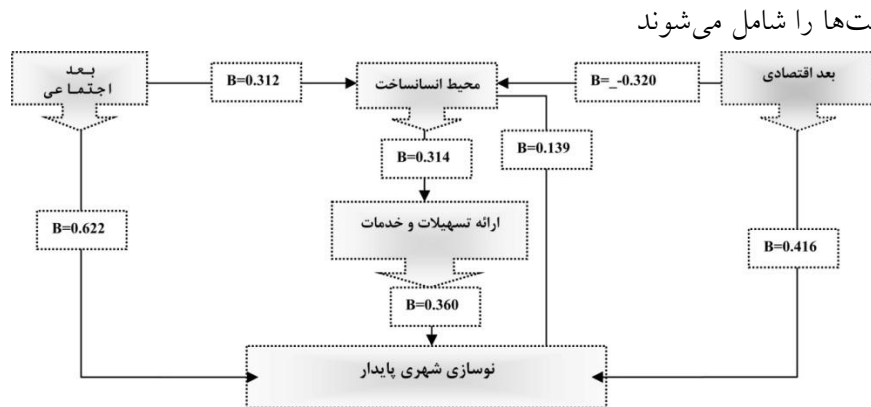 ت‌ها را شامل می‌شوند
بعد
اجتماعی
B=0.312
محیط انسانساخت
B=_-0.320
بعد اقتصادی
B=0.314
B=0.139
B=0.622
ارائه تسهیلات و خدمات
B=0.416
B=0.360
نوسازی شهری پایدار